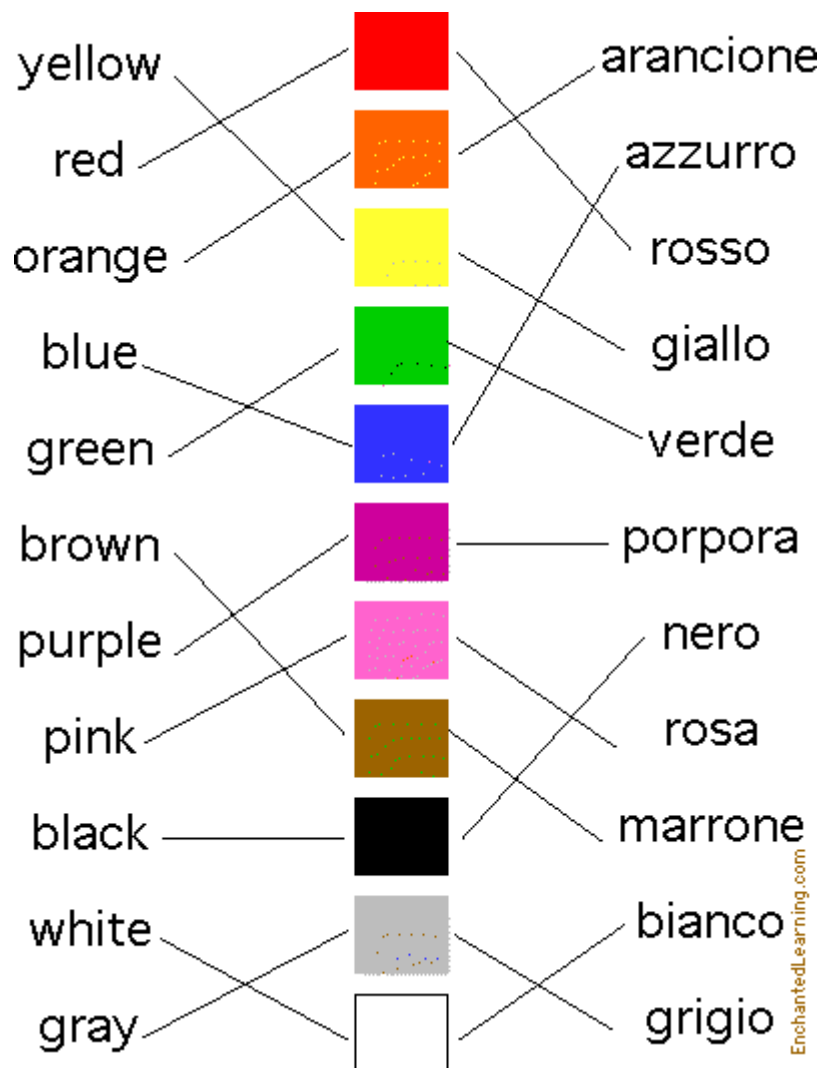 yellow
red
orange
blue
green
brown
purple
pink
black
white
gray
arancione
azzurro
rosso
giallo
verde
porpora
nero
rosa
marrone
bianco
grigio
EnchantedLearning.com